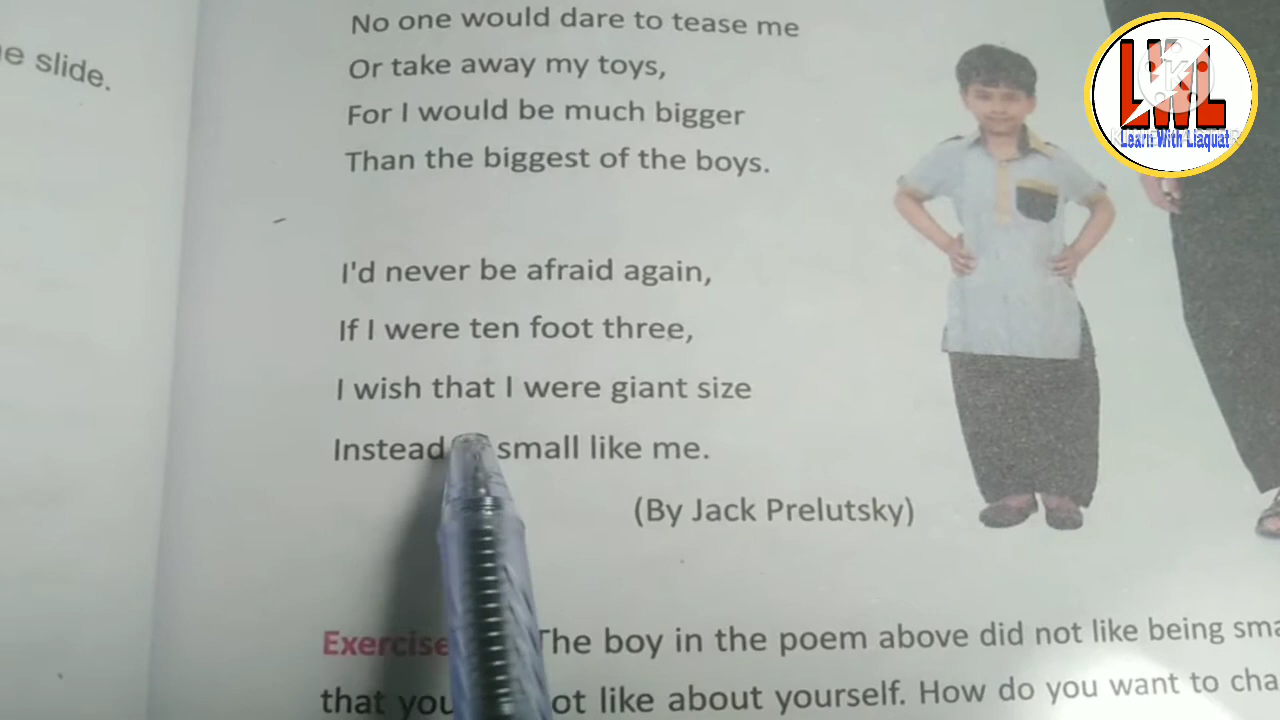 e slide.
No one would dare to tease me
Or take away my toys,
For I would be much bigger
Than the biggest of the boys.
I'd never be afraid again,
If I were ten foot three,
I wish that I were giant size
Instead small like me.
(By Jack Prelutsky)
Exercise The boy in the poem above did not like being sma
that you ot like about yourself. How do you want to cha
LWL
Learn With Liaquat